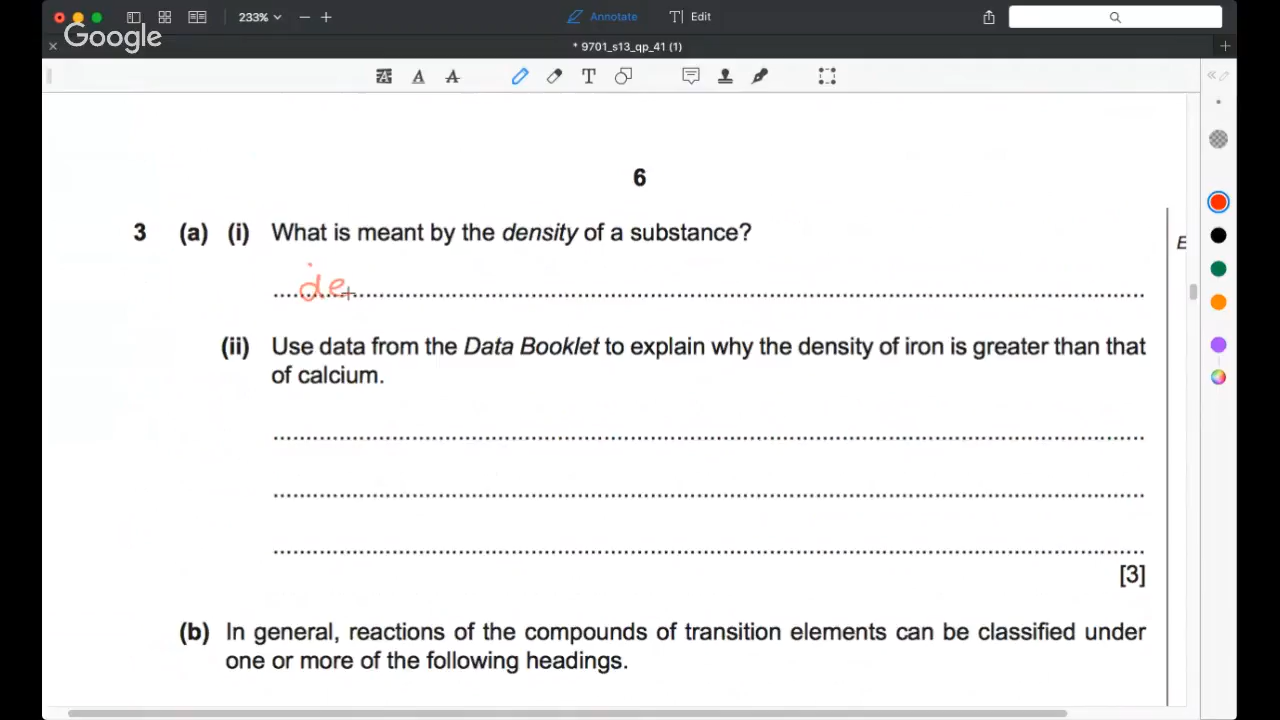 233%
Annotate
T Edit
Google
* 9701_s13_qp_41 (1)
6
3 (a) (i) What is meant by the density of a substance?
de
(ii) Use data from the Data Booklet to explain why the density of iron is greater than that
of calcium.
[3]
(b) In general, reactions of the compounds of transition elements can be classified under
one or more of the following headings.